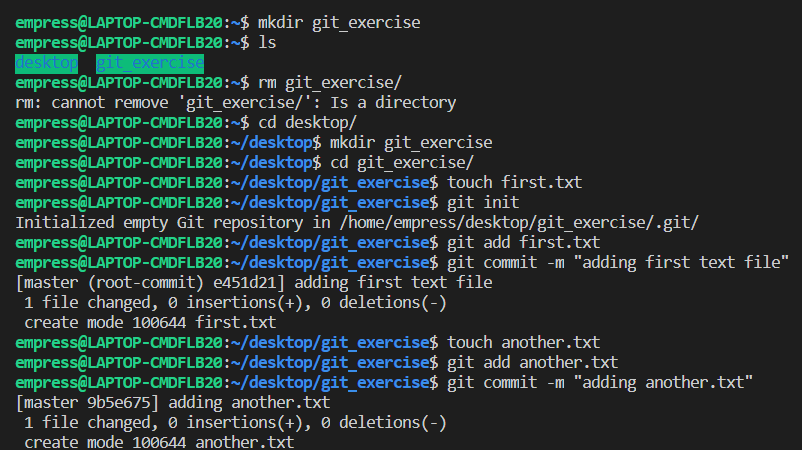 empress@LAPTOP-CMDFLB20:~$ mkdir git_exercise
empress@LAPTOP-CMDFLB20:~$ ls
desktop  git_exercise
empress@LAPTOP-CMDFLB20:~$ rm git_exercise/
rm: cannot remove 'git_exercise/': Is a directory
empress@LAPTOP-CMDFLB20:~$ cd desktop/
empress@LAPTOP-CMDFLB20:~/desktop$ mkdir git_exercise
empress@LAPTOP-CMDFLB20:~/desktop$ cd git_exercise/
empress@LAPTOP-CMDFLB20:~/desktop/git_exercise$ touch first.txt
empress@LAPTOP-CMDFLB20:~/desktop/git_exercise$ git init
Initialized empty Git repository in /home/empress/desktop/git_exercise/.git/
empress@LAPTOP-CMDFLB20:~/desktop/git_exercise$ git add first.txt
empress@LAPTOP-CMDFLB20:~/desktop/git_exercise$ git commit -m "adding first text file"
[master (root-commit) e451d21] adding first text file
 1 file changed, 0 insertions(+), 0 deletions(-)
 create mode 100644 first.txt
empress@LAPTOP-CMDFLB20:~/desktop/git_exercise$ touch another.txt
empress@LAPTOP-CMDFLB20:~/desktop/git_exercise$ git add another.txt
empress@LAPTOP-CMDFLB20:~/desktop/git_exercise$ git commit -m "adding another.txt"
[master 9b5e675] adding another.txt
 1 file changed, 0 insertions(+), 0 deletions(-)
 create mode 100644 another.txt